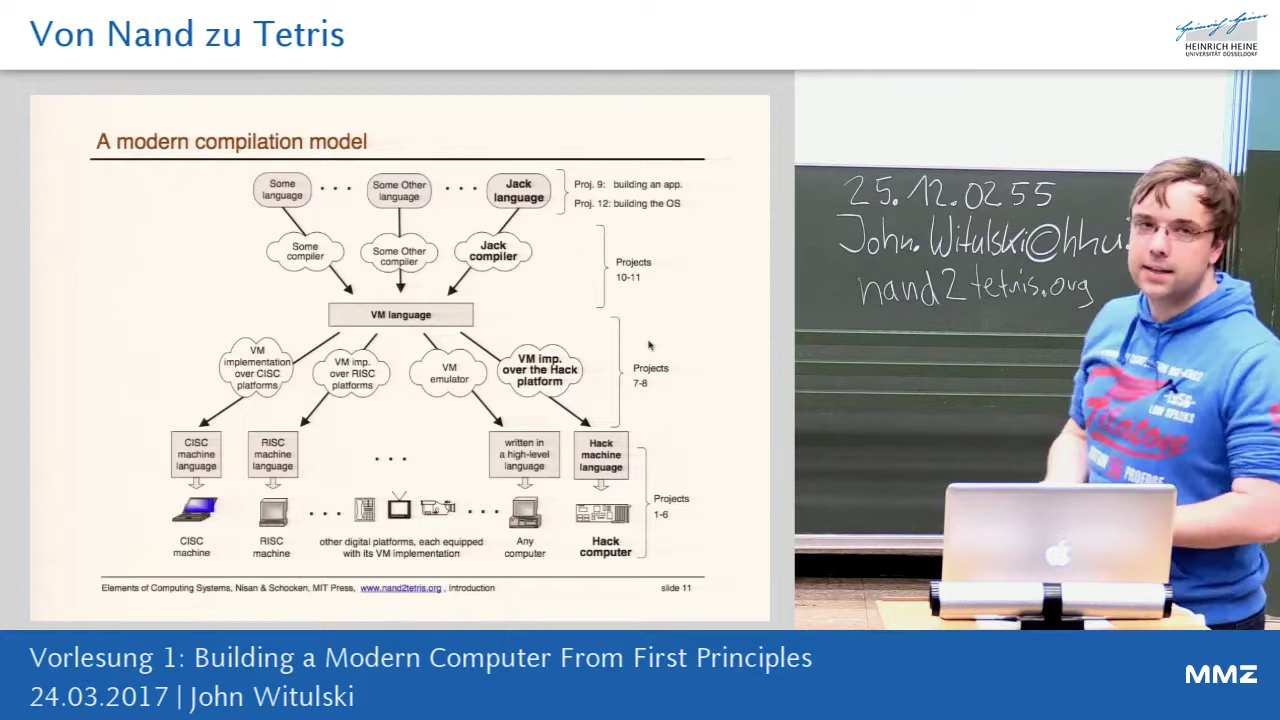 Von Nand zu Tetris
HEINRICH HEINE
UNIVERSITÄT DÜSSELDORF
A modern compilation model
Some
language
Some Other
language
Jack
language
Proj. 9: building an app.
Proj. 12: building the OS
Some
compiler
Some Other
compiler
Jack
compiler
Projects
10-11
VM language
VM
implementation
over CISC
platforms
VM imp.
over RISC
platforms
VM
emulator
VM imp.
over the Hack
platform
Projects
7-8
CISC
machine
language
RISC
machine
language
written in
a high-level
language
Hack
machine
language
Projects
1-6
CISC
machine
RISC
machine
other digital platforms, each equipped
with its VM implementation
Any
computer
Hack
computer
Elements of Computing Systems, Nisan & Schocken, MIT Press, www.nand2tetris.org , Introduction
slide 11
25.12.0255
John.Witulski@hhu.
nand2tetris.org
Vorlesung 1: Building a Modern Computer From First Principles
24.03.2017 | John Witulski
MMZ